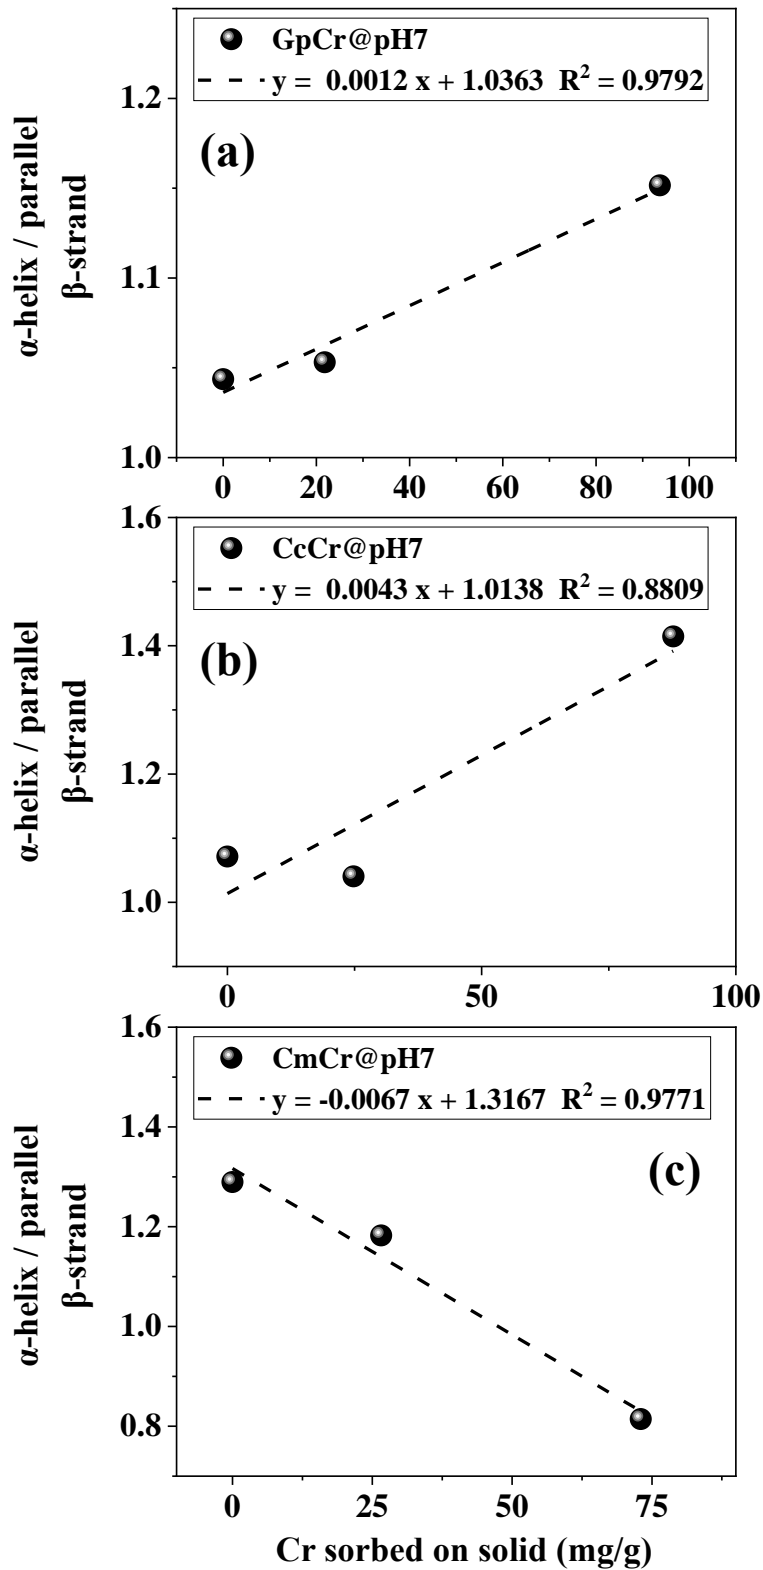 GpCr@pH7
y = 0.0012 x + 1.0363 R² = 0.9792
(a)
α-helix / parallel
β-strand
1.2
1.1
1.0
0 20 40 60 80 100
CcCr@pH7
y = 0.0043 x + 1.0138 R² = 0.8809
(b)
α-helix / parallel
β-strand
1.6
1.4
1.2
1.0
0 50 100
CmCr@pH7
y = -0.0067 x + 1.3167 R² = 0.9771
(c)
α-helix / parallel
β-strand
1.6
1.4
1.2
1.0
0.8
0 25 50 75
Cr sorbed on solid (mg/g)